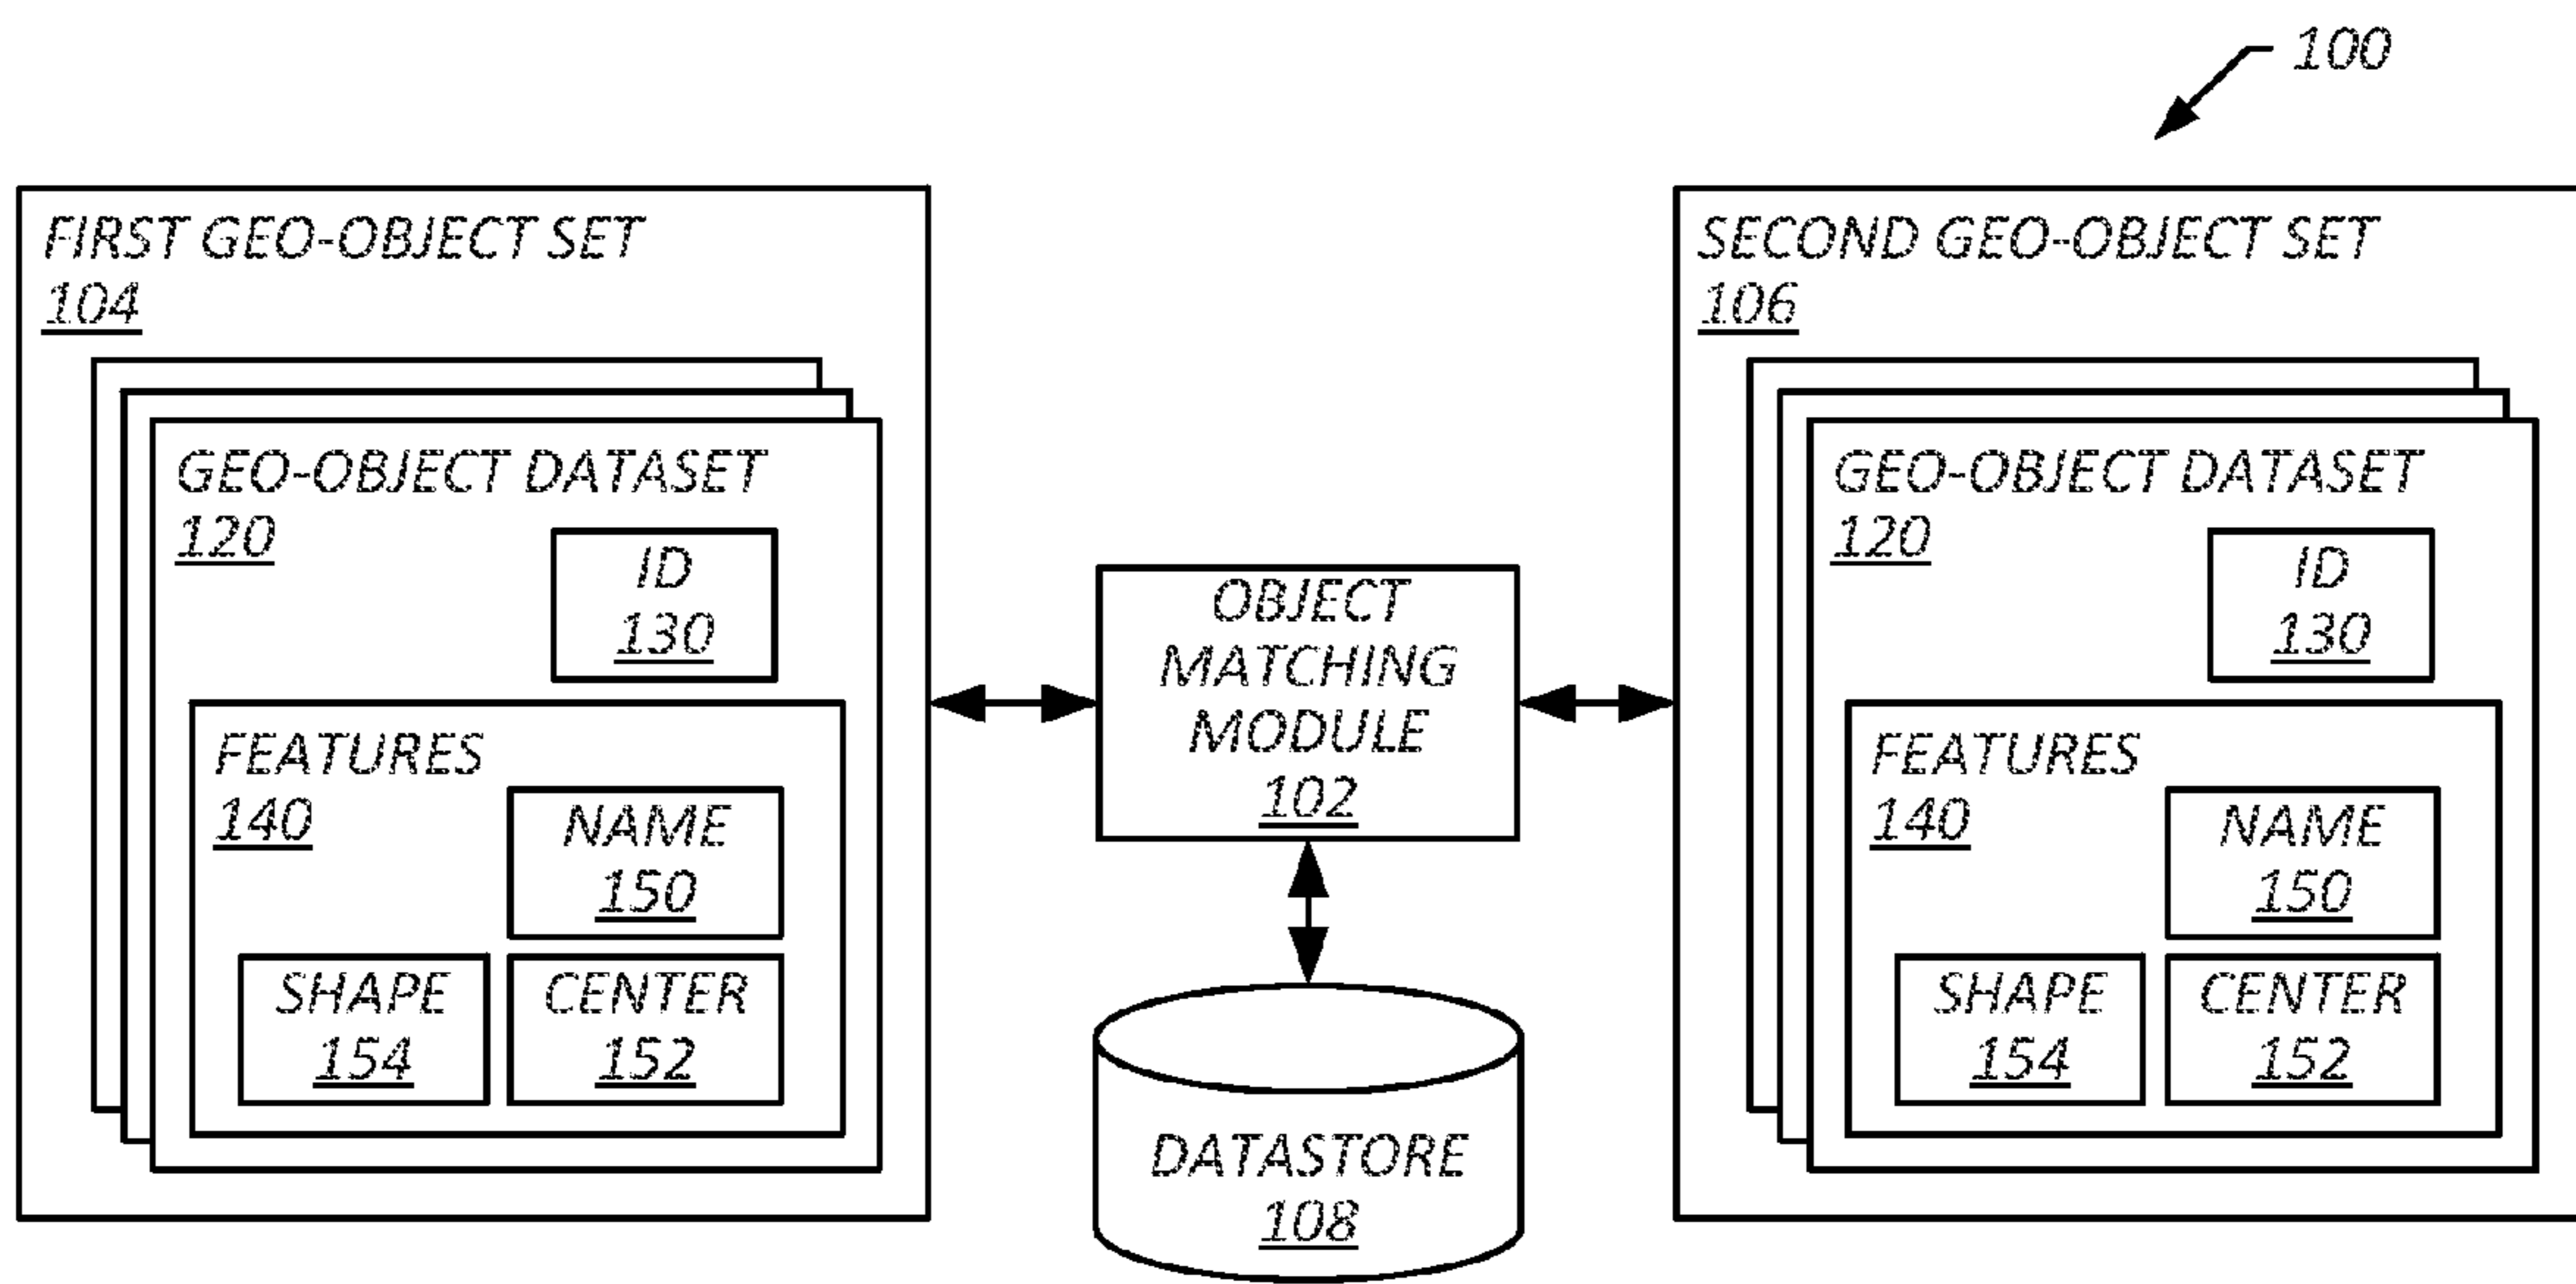 100
FIRST GEO-OBJECT SET
104
GEO-OBJECT DATASET
120
ID
130
FEATURES
140
NAME
150
SHAPE
154
CENTER
152
OBJECT
MATCHING
MODULE
102
DATASTORE
108
SECOND GEO-OBJECT SET
106
GEO-OBJECT DATASET
120
ID
130
FEATURES
140
NAME
150
SHAPE
154
CENTER
152